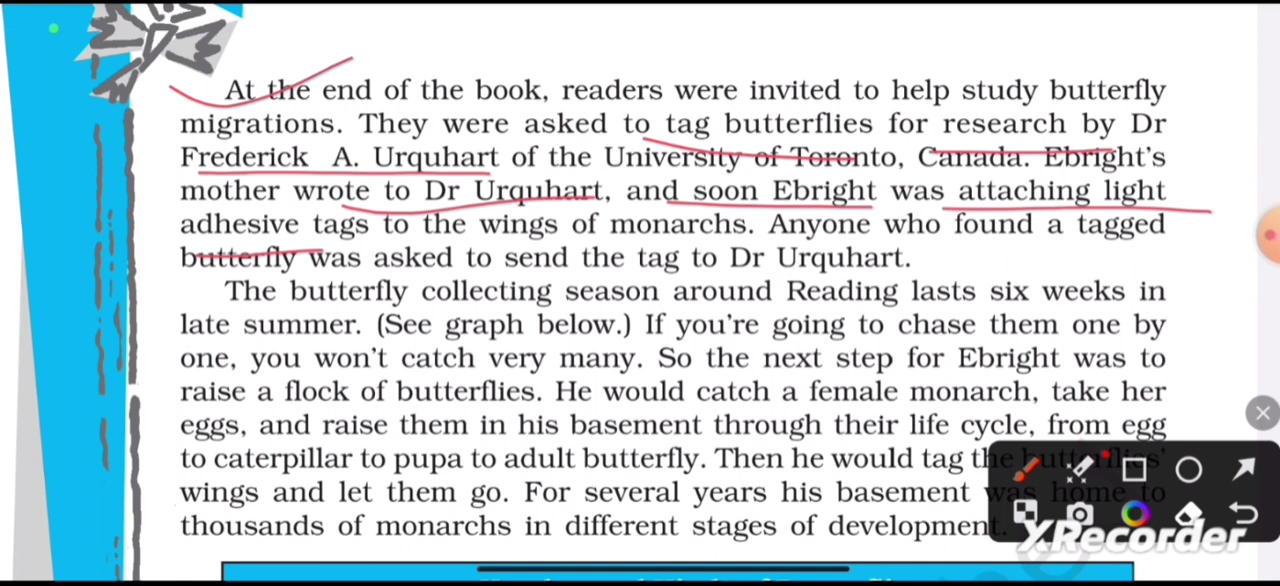 At the end of the book, readers were invited to help study butterfly
migrations. They were asked to tag butterflies for research by Dr
Frederick A. Urquhart of the University of Toronto, Canada. Ebright's
mother wrote to Dr Urquhart, and soon Ebright was attaching light
adhesive tags to the wings of monarchs. Anyone who found a tagged
butterfly was asked to send the tag to Dr Urquhart.
The butterfly collecting season around Reading lasts six weeks in
late summer. (See graph below.) If you're going to chase them one by
one, you won't catch very many. So the next step for Ebright was to
raise a flock of butterflies. He would catch a female monarch, take her
eggs, and raise them in his basement through their life cycle, from egg
to caterpillar to pupa to adult butterfly. Then he would tag the butterflies'
wings and let them go. For several years his basement was home to
thousands of monarchs in different stages of development.
XRecorder